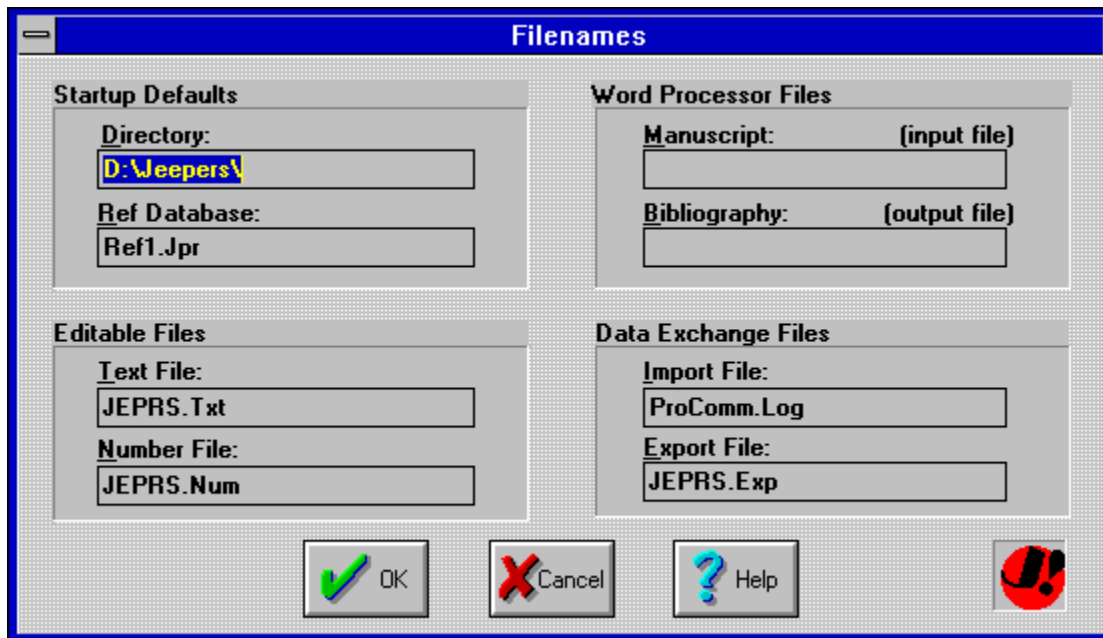 Filenames
Startup Defaults
Directory:
D:\Jeepers\
Ref Database:
Ref1.Jpr
Word Processor Files
Manuscript: (input file)
Bibliography: (output file)
Editable Files
Text File:
JEPRS.Txt
Number File:
JEPRS.Num
Data Exchange Files
Import File:
ProComm.Log
Export File:
JEPRS.Exp
OK
Cancel
Help
J!